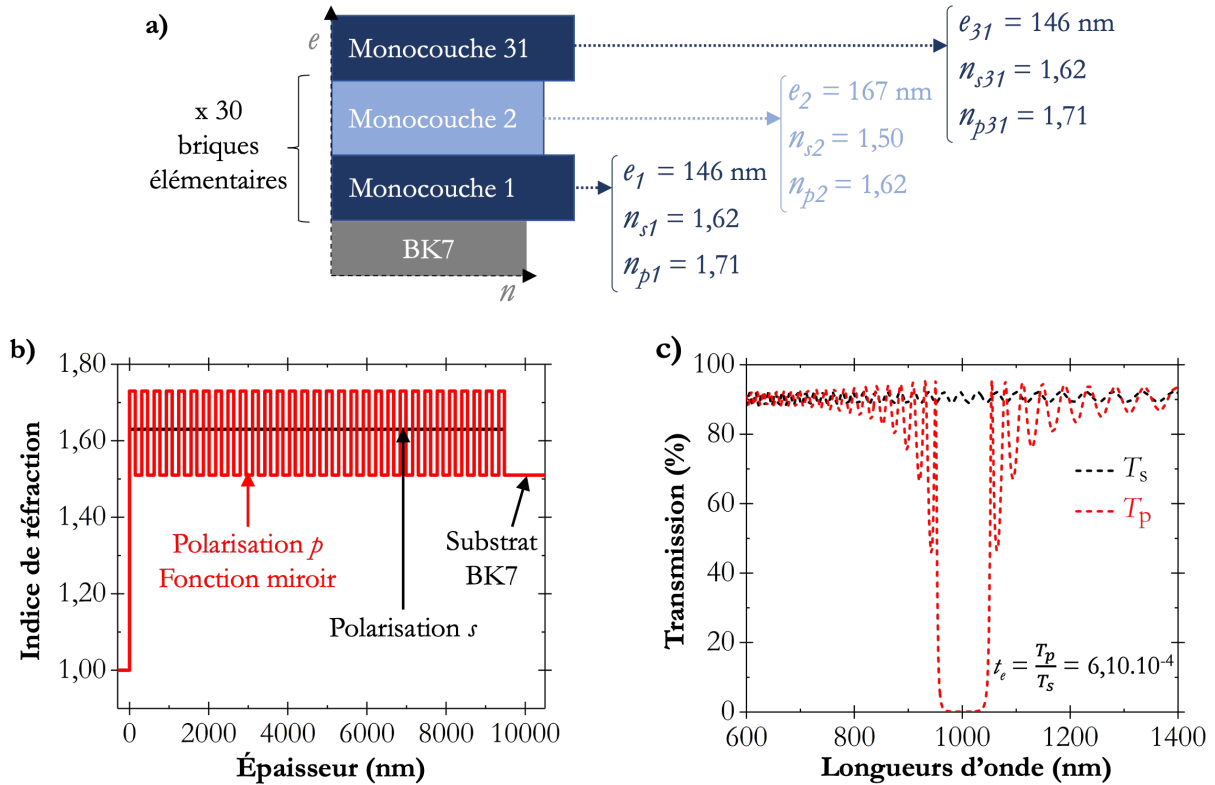 a)
e
Monocouche 31
Monocouche 2
Monocouche 1
BK7
n
x 30
briques
élémentaires
e31 = 146 nm
ns31 = 1,62
np31 = 1,71
e2 = 167 nm
ns2 = 1,50
np2 = 1,62
e1 = 146 nm
ns1 = 1,62
np1 = 1,71
b)
Indice de réfraction
1,80
1,60
1,40
1,20
1,00
Polarisation p
Fonction miroir
Substrat
BK7
Polarisation s
0 2000 4000 6000 8000 10000
Épaisseur (nm)
c)
Transmission (%)
100
80
60
40
20
0
Ts
Tp
te = Tp/Ts = 6,10.10-4
600 800 1000 1200 1400
Longueurs d'onde (nm)